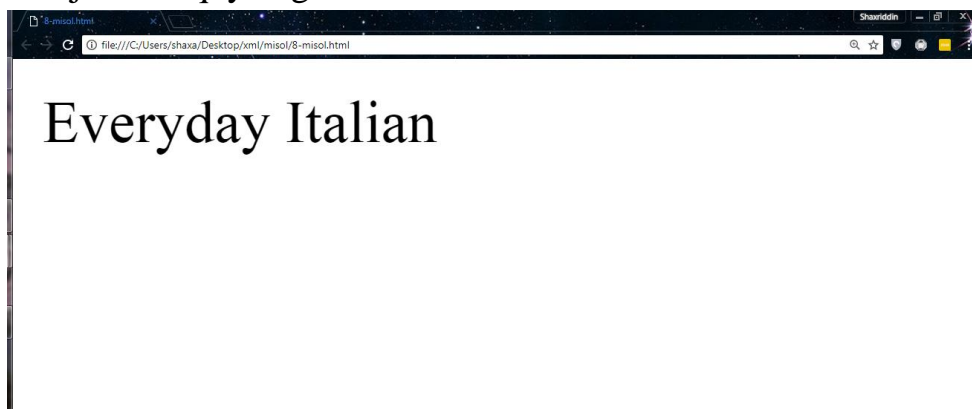 8-misol.html
Shaxriddin
file:///C:/Users/shaxa/Desktop/xml/misol/8-misol.html
Everyday Italian